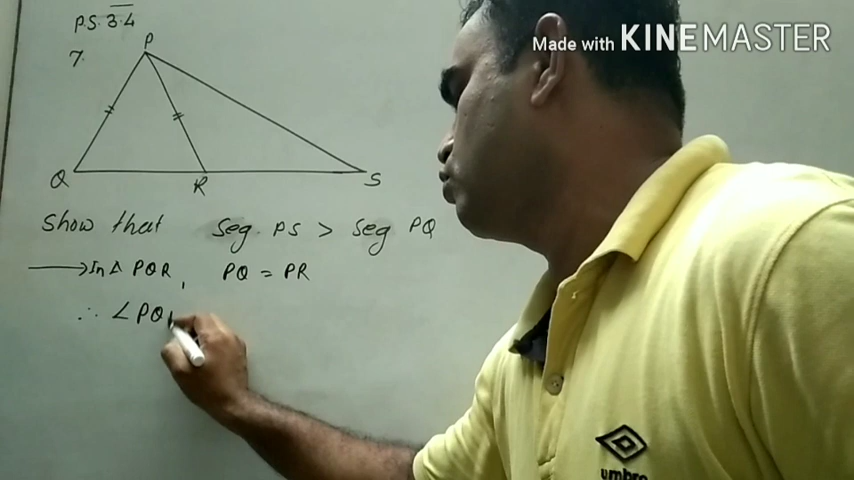 PS. 3.4
7.
P
Q
R
S
Show that seg. PS > seg PQ
In △ PQR, PQ = PR
∴ ∠PQ
Made with KINEMASTER
umbro